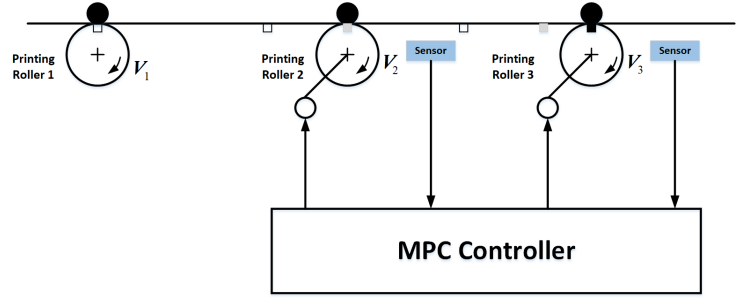 Printing
Roller 1
V1
Printing
Roller 2
V2
Sensor
Printing
Roller 3
V3
Sensor
MPC Controller